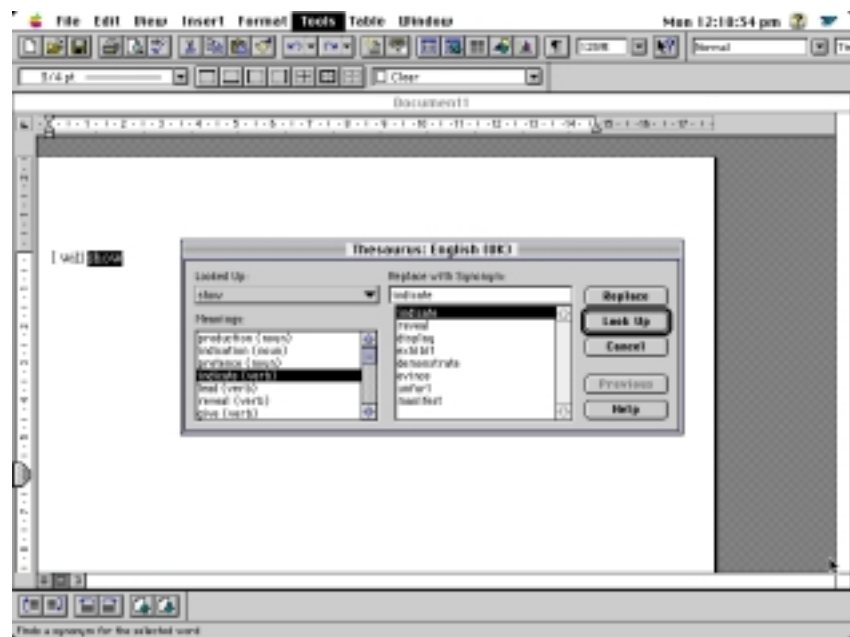 File Edit View Insert Format Tools Table Window Mon 12:18:54 pm
125% Normal
3/4 pt Clear
Document1
I will show
Thesaurus: English (UK)
Looked Up: Replace with Synonym:
show indicate Replace
Meanings: indicate Look Up
production (noun) reveal Cancel
indication (noun) display
pretence (noun) exhibit
indicate (verb) demonstrate
lead (verb) evince Previous
reveal (verb) unfurl
give (verb) manifest Help
Finds a synonym for the selected word